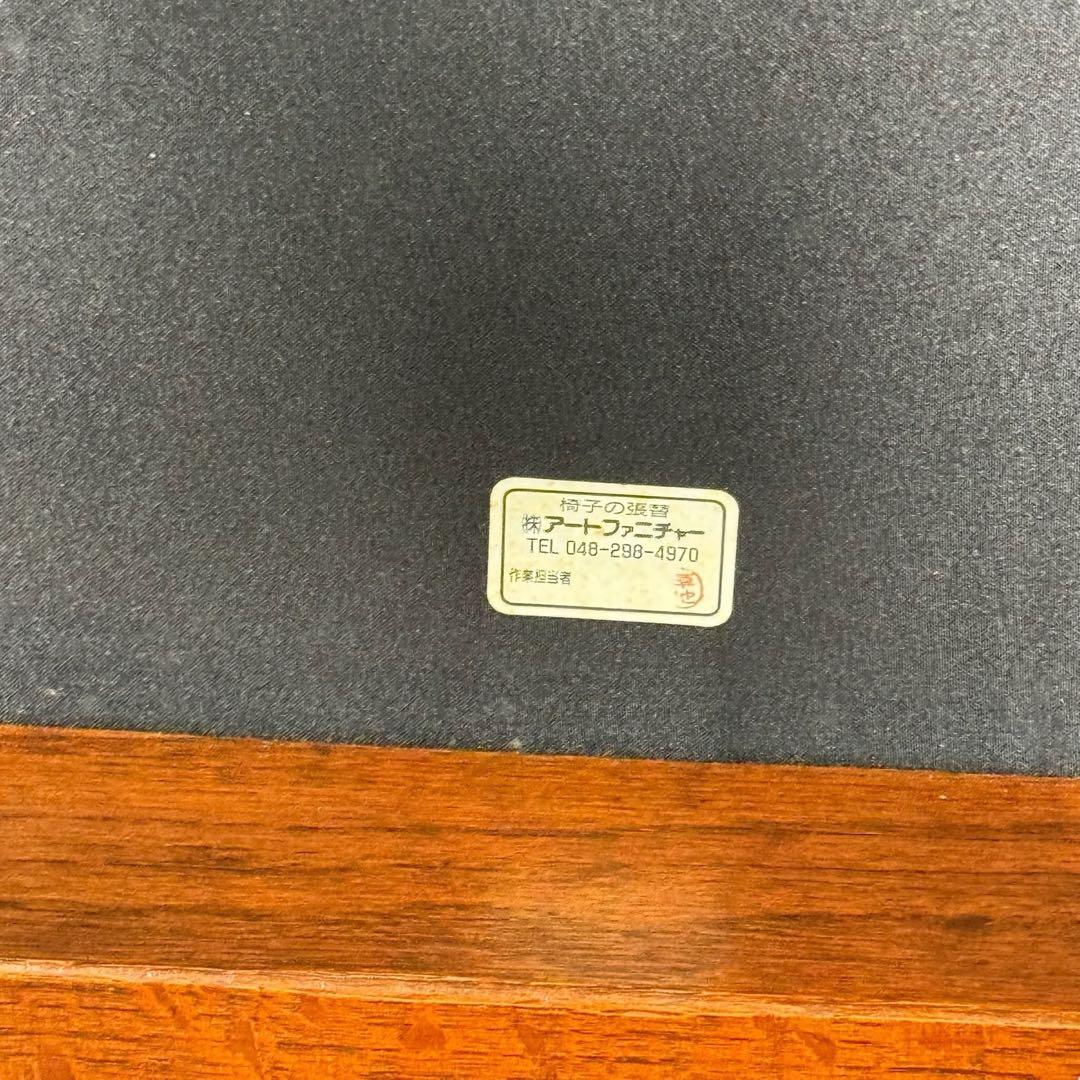 椅子の張替
㈱アートファニチャー
TEL 048-298-4970
作業担当者